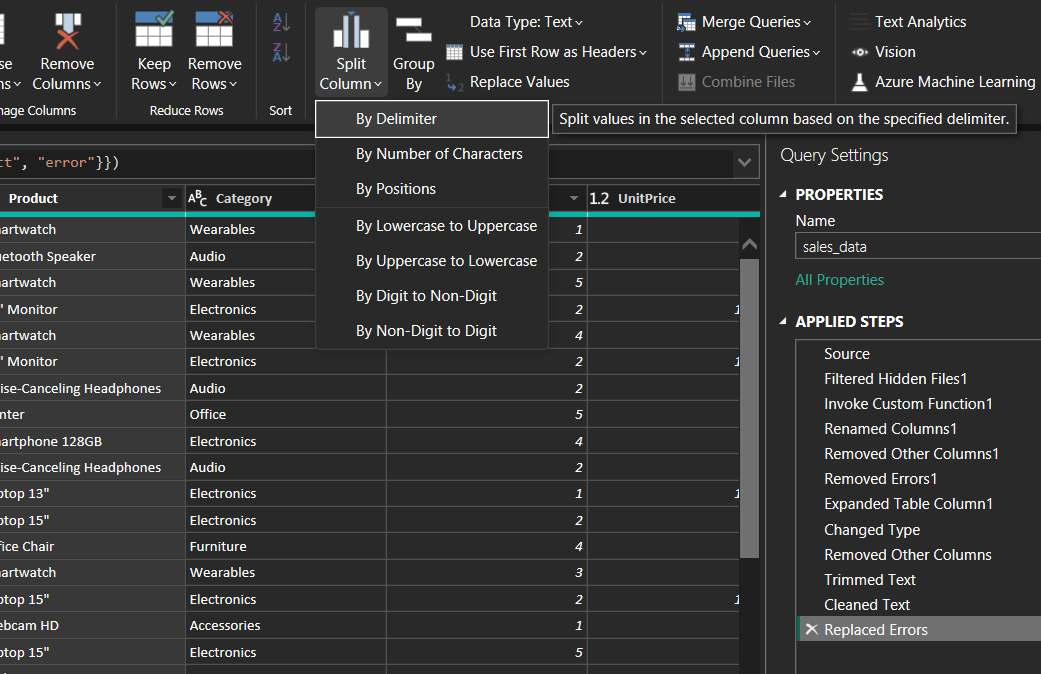 Data Type: Text
Merge Queries
Text Analytics
se
Remove
Keep
Remove
Split
Group
Use First Row as Headers
Append Queries
Vision
ns
Columns
Rows
Rows
Column
By
Replace Values
Combine Files
Azure Machine Learning
nage Columns
Reduce Rows
Sort
By Delimiter
Split values in the selected column based on the specified delimiter.
By Number of Characters
By Positions
By Lowercase to Uppercase
By Uppercase to Lowercase
By Digit to Non-Digit
By Non-Digit to Digit
ct", "error"}})
Product
ABC Category
1.2 UnitPrice
artwatch Wearables 1
uetooth Speaker Audio 2
artwatch Wearables 5
" Monitor Electronics 2 1
artwatch Wearables 4
" Monitor Electronics 2 1
ise-Canceling Headphones Audio 2
nter Office 5
artphone 128GB Electronics 4
ise-Canceling Headphones Audio 2
ptop 13" Electronics 1 1
ptop 15" Electronics 2
fice Chair Furniture 4
artwatch Wearables 3
ptop 15" Electronics 2 1
ebcam HD Accessories 1
ptop 15" Electronics 5
Query Settings
PROPERTIES
Name
sales_data
All Properties
APPLIED STEPS
Source
Filtered Hidden Files1
Invoke Custom Function1
Renamed Columns1
Removed Other Columns1
Removed Errors1
Expanded Table Column1
Changed Type
Removed Other Columns
Trimmed Text
Cleaned Text
Replaced Errors